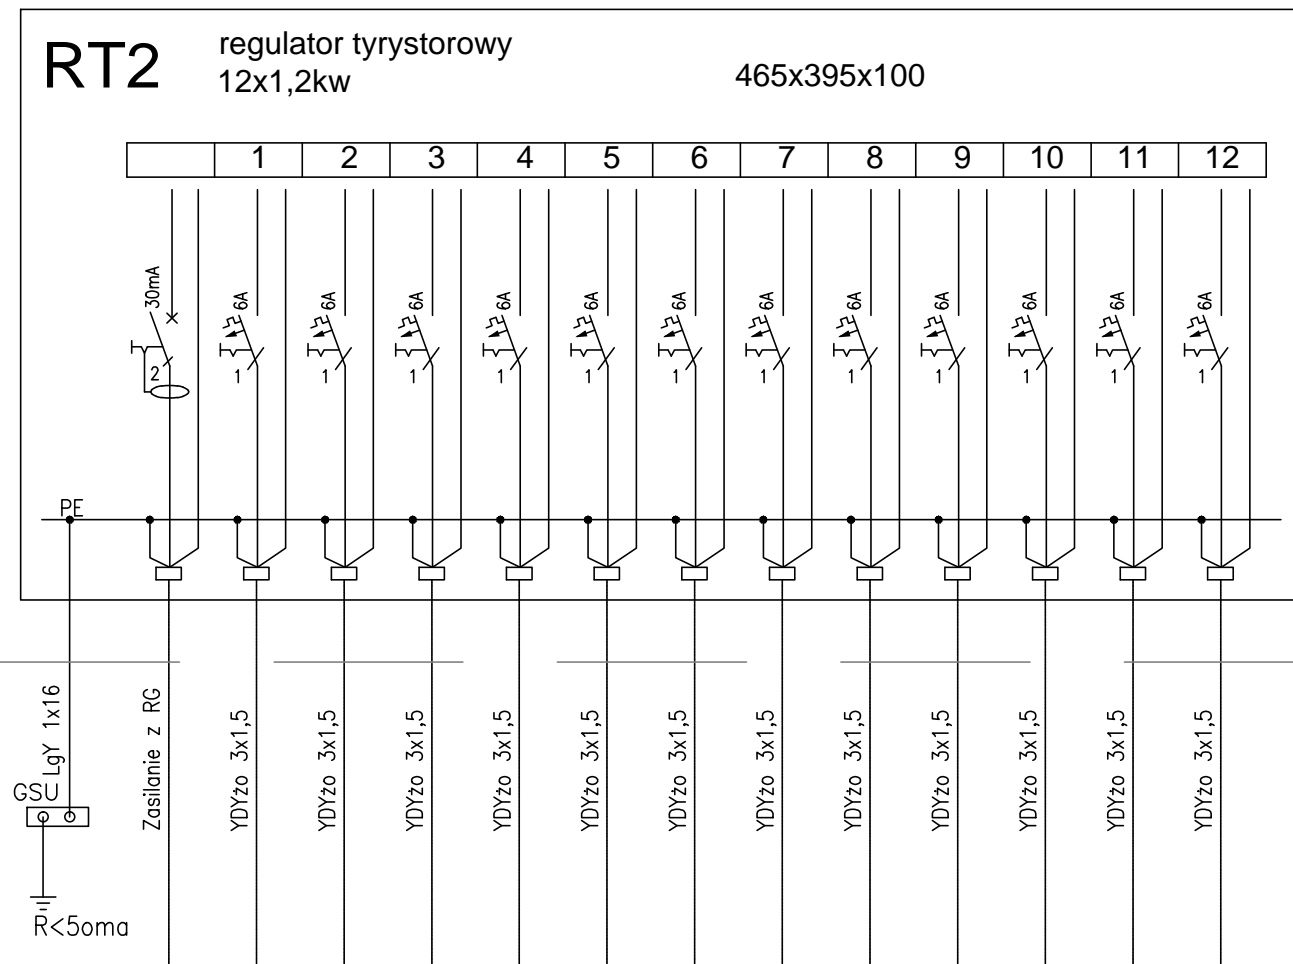 RT2
regulator tyrystorowy
12x1,2kw
465x395x100
1 2 3 4 5 6 7 8 9 10 11 12
30mA 6A 6A 6A 6A 6A 6A 6A 6A 6A 6A 6A 6A
2 1 1 1 1 1 1 1 1 1 1 1 1
PE
LgY 1x16
Zasilanie z RG
YDYżo 3x1,5
YDYżo 3x1,5
YDYżo 3x1,5
YDYżo 3x1,5
YDYżo 3x1,5
YDYżo 3x1,5
YDYżo 3x1,5
YDYżo 3x1,5
YDYżo 3x1,5
YDYżo 3x1,5
YDYżo 3x1,5
YDYżo 3x1,5
GSU
R<5oma